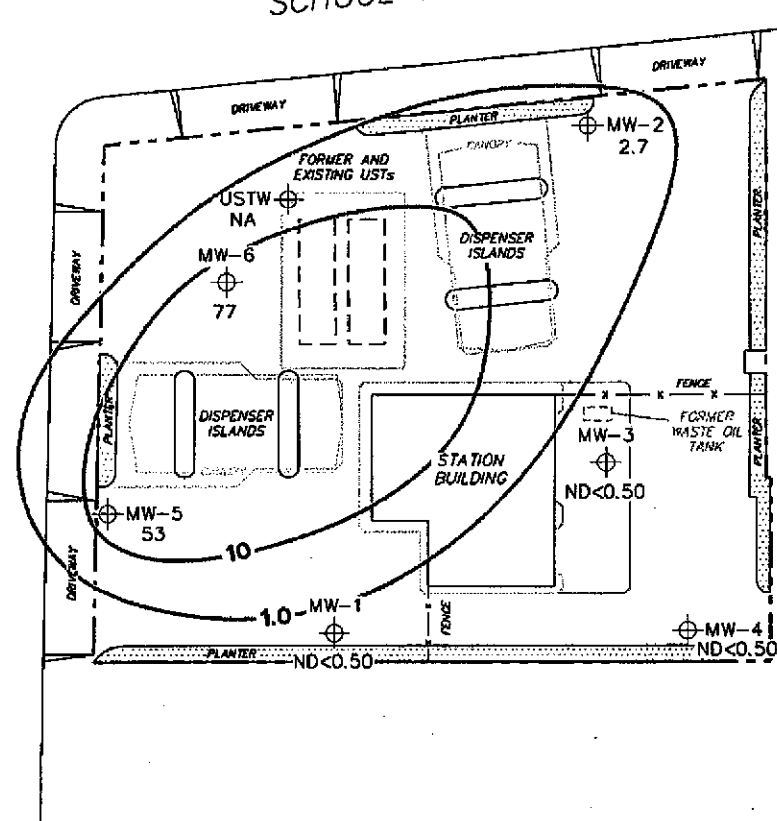 SCHOOL
DRIVEWAY
DRIVEWAY
PLANTER
MW-2
2.7
CANOPY
FORMER AND
EXISTING USTs
USTW
NA
DISPENSER
ISLANDS
PLANTER
MW-6
77
DRIVEWAY
PLANTER
DISPENSER
ISLANDS
FENCE
FORMER
WASTE OIL
TANK
PLANTER
MW-3
ND<0.50
STATION
BUILDING
MW-5
53
10
DRIVEWAY
1.0
MW-1
ND<0.50
FENCE
PLANTER
MW-4
ND<0.50